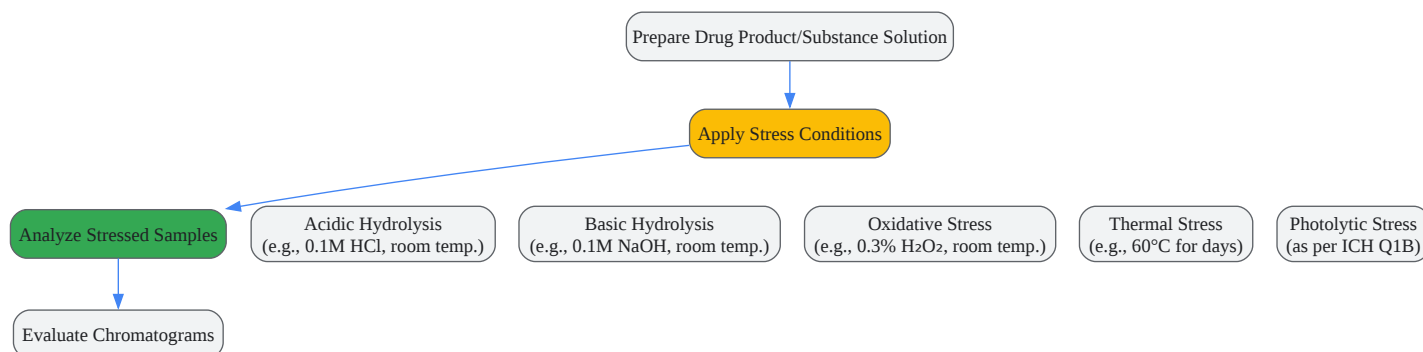 Prepare Drug Product/Substance Solution
Apply Stress Conditions
Analyze Stressed Samples
Acidic Hydrolysis
(e.g., 0.1M HCl, room temp.)
Basic Hydrolysis
(e.g., 0.1M NaOH, room temp.)
Oxidative Stress
(e.g., 0.3% H₂O₂, room temp.)
Thermal Stress
(e.g., 60°C for days)
Photolytic Stress
(as per ICH Q1B)
Evaluate Chromatograms